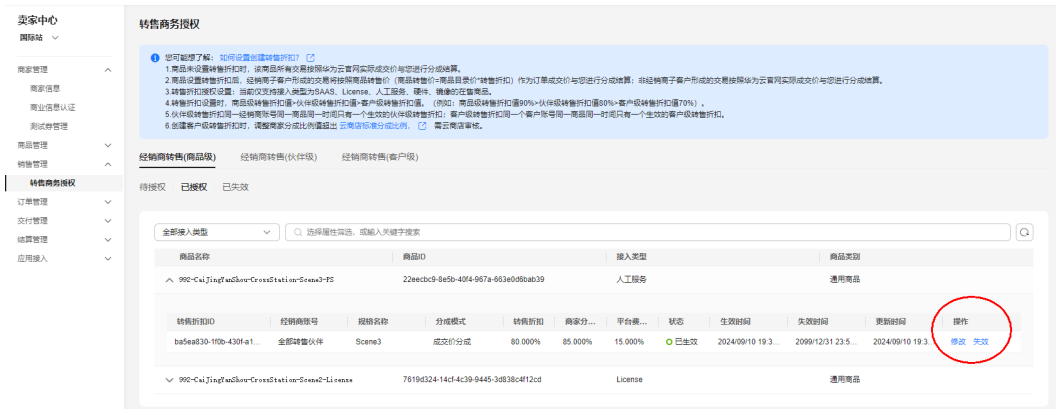 卖家中心
国际站
商家管理
商家信息
商业信息认证
测试券管理
商品管理
销售管理
转售商务授权
订单管理
交付管理
结算管理
应用接入
转售商务授权
您可能想了解: 如何设置创建转售折扣?
1.商品未设置转售折扣时，该商品所有交易按照华为云官网实际成交价与您进行分成结算。
2.商品设置转售折扣后，经销商子客户形成的交易将按照商品转售价（商品转售价=商品目录价*转售折扣）作为订单成交价与您进行分成结算；非经销商子客户形成的交易按照华为云官网实际成交价与您进行分成结算。
3.转售折扣授权设置：当前仅支持接入类型为SAAS、License、人工服务、硬件、镜像的在售商品。
4.转售折扣设置时，商品级转售折扣值>伙伴级转售折扣值>客户级转售折扣值。（例如：商品级转售折扣值90%>伙伴级转售折扣值80%>客户级转售折扣值70%）。
5.伙伴级转售折扣同一经销商账号同一商品同一时间只有一个生效的伙伴级转售折扣；客户级转售折扣同一个客户账号同一商品同一时间只有一个生效的客户级转售折扣。
6.创建客户级转售折扣时，调整商家分成比例值超出 云商店标准分成比例， 需云商店审核。
经销商转售(商品级) 经销商转售(伙伴级) 经销商转售(客户级)
待授权 已授权 已失效
全部接入类型 选择属性筛选，或输入关键字搜索
商品名称 商品ID 接入类型 商品类别
992-CaiJingYanShou-CrossStation-Scene3-PS 22eecbc9-8e5b-40f4-967a-663e0d6bab39 人工服务 通用商品
转售折扣ID 经销商账号 规格名称 分成模式 转售折扣 商家分... 平台费... 状态 生效时间 失效时间 更新时间 操作
ba5ea830-1f0b-430f-a1... 全部转售伙伴 Scene3 成交价分成 80.000% 85.000% 15.000% 已生效 2024/09/10 19:3... 2099/12/31 23:5... 2024/09/10 19:3... 修改 失效
992-CaiJingYanShou-CrossStation-Scene2-License 7619d324-14cf-4c39-9445-3d838c4f12cd License 通用商品